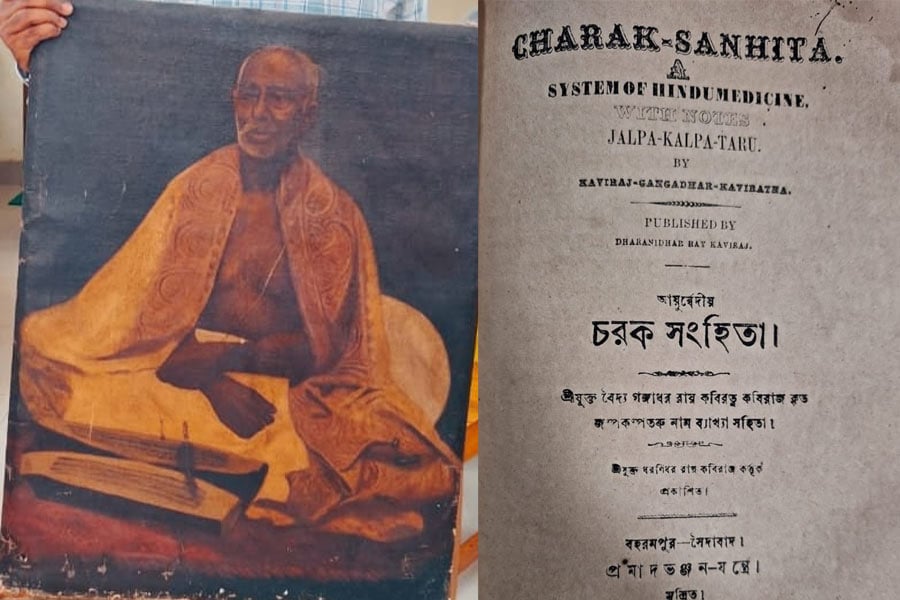 CHARAK-SANHITA.
A
SYSTEM OF HINDU MEDICINE.
WITH NOTES
JALPA-KALPA-TARU.
BY
KAVIRAJ-GANGADHAR-KAVIRATNA.
PUBLISHED BY
DHARANIDHAR RAY KAVIRAJ.
আয়ুর্ব্বেদীয়
চরক সংহিতা।
শ্রীযুক্ত বৈদ্য গঙ্গাধর রায় কবিরত্ন কবিরাজ কৃত
জল্পকল্পতরু নাম ব্যাখ্যা সহিতা।
শ্রীযুক্ত ধরণিধর রায় কবিরাজ কর্ত্তৃক
প্রকাশিত।
বহরমপুর—সৈদাবাদ।
প্রমাদভঞ্জন-যন্ত্রে।
মুদ্রিত।